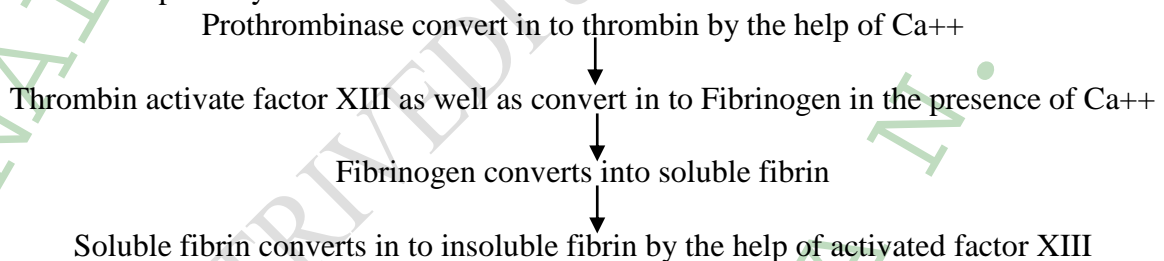 Prothrombinase convert in to thrombin by the help of Ca++
Thrombin activate factor XIII as well as convert in to Fibrinogen in the presence of Ca++
Fibrinogen converts into soluble fibrin
Soluble fibrin converts in to insoluble fibrin by the help of activated factor XIII
TRIVEDI
N.